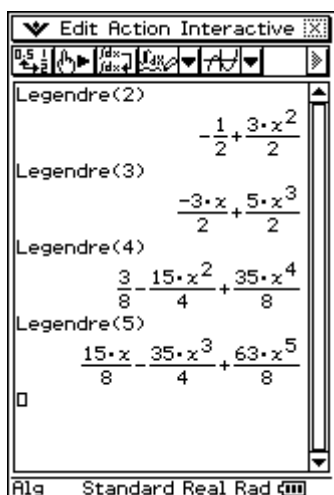 Edit Action Interactive
Legendre(2)
-1/2+3·x^2/2
Legendre(3)
-3·x/2+5·x^3/2
Legendre(4)
3/8-15·x^2/4+35·x^4/8
Legendre(5)
15·x/8-35·x^3/4+63·x^5/8
Alg Standard Real Rad